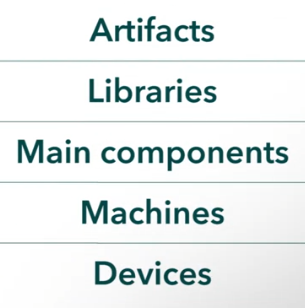 Artifacts
Libraries
Main components
Machines
Devices